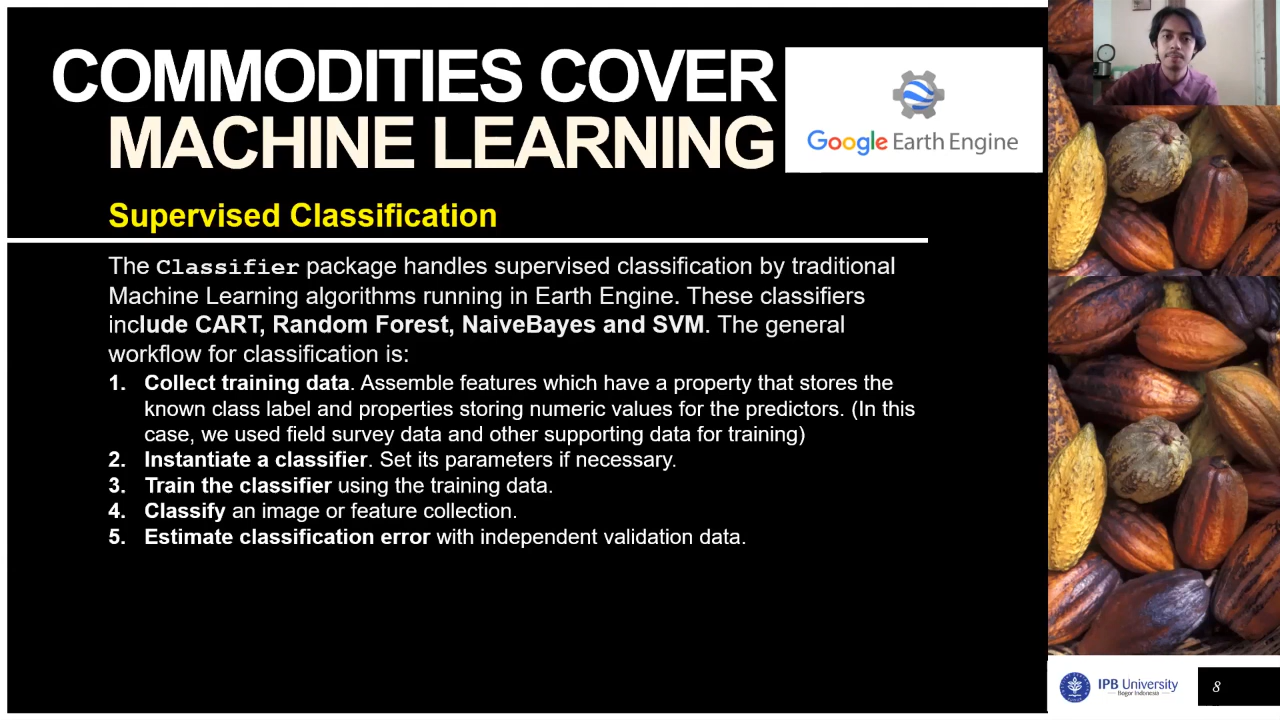 COMMODITIES COVER
MACHINE LEARNING
Google Earth Engine
Supervised Classification
The Classifier package handles supervised classification by traditional
Machine Learning algorithms running in Earth Engine. These classifiers
include CART, Random Forest, NaiveBayes and SVM. The general
workflow for classification is:
1. Collect training data. Assemble features which have a property that stores the
known class label and properties storing numeric values for the predictors. (In this
case, we used field survey data and other supporting data for training)
2. Instantiate a classifier. Set its parameters if necessary.
3. Train the classifier using the training data.
4. Classify an image or feature collection.
5. Estimate classification error with independent validation data.
IPB University
Bogor Indonesia
8